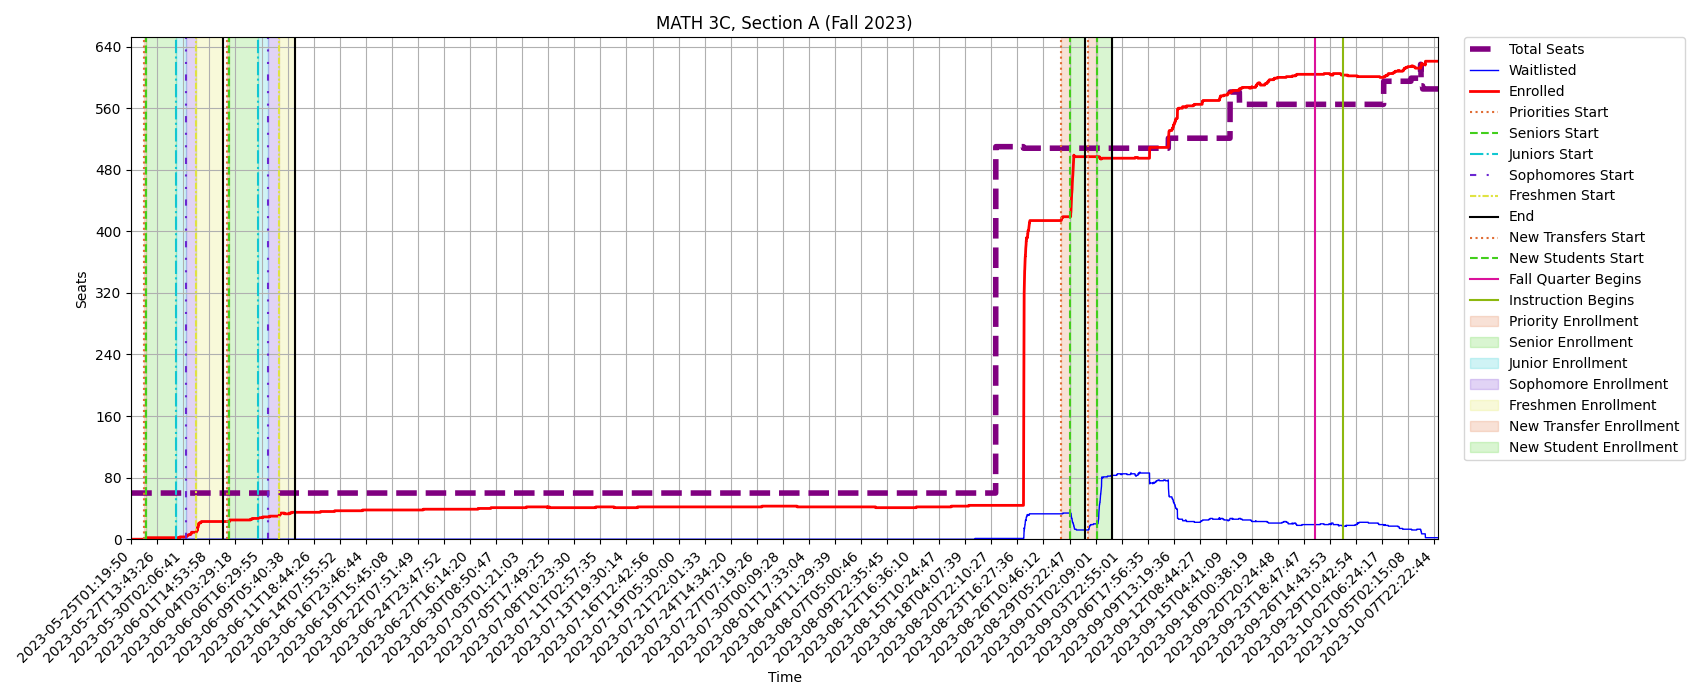 MATH 3C, Section A (Fall 2023)
640
560
480
400
320
240
160
80
0
Seats
2023-05-25T01:19:50
2023-05-27T13:43:26
2023-05-30T02:06:41
2023-06-01T14:53:58
2023-06-04T03:29:18
2023-06-06T16:29:55
2023-06-09T05:40:38
2023-06-11T18:44:26
2023-06-14T07:55:52
2023-06-16T23:46:44
2023-06-19T15:45:08
2023-06-22T07:51:49
2023-06-24T23:47:52
2023-06-27T16:14:20
2023-06-30T08:50:47
2023-07-03T01:21:03
2023-07-05T17:49:25
2023-07-08T10:23:30
2023-07-11T02:57:35
2023-07-13T19:30:14
2023-07-16T12:42:56
2023-07-19T05:30:00
2023-07-21T22:01:33
2023-07-24T14:34:20
2023-07-27T07:19:26
2023-07-30T00:09:28
2023-08-01T17:33:04
2023-08-04T11:29:39
2023-08-07T05:00:46
2023-08-09T22:35:45
2023-08-12T16:36:10
2023-08-15T10:24:47
2023-08-18T04:07:39
2023-08-20T22:10:27
2023-08-23T16:27:36
2023-08-26T10:46:12
2023-08-29T05:22:47
2023-09-01T02:09:01
2023-09-03T22:55:01
2023-09-06T17:56:35
2023-09-09T13:19:36
2023-09-12T08:44:27
2023-09-15T04:41:09
2023-09-18T00:38:19
2023-09-20T20:24:48
2023-09-23T18:47:47
2023-09-26T14:43:53
2023-09-29T10:42:54
2023-10-02T06:24:17
2023-10-05T02:15:08
2023-10-07T22:22:44
Time
Total Seats
Waitlisted
Enrolled
Priorities Start
Seniors Start
Juniors Start
Sophomores Start
Freshmen Start
End
New Transfers Start
New Students Start
Fall Quarter Begins
Instruction Begins
Priority Enrollment
Senior Enrollment
Junior Enrollment
Sophomore Enrollment
Freshmen Enrollment
New Transfer Enrollment
New Student Enrollment